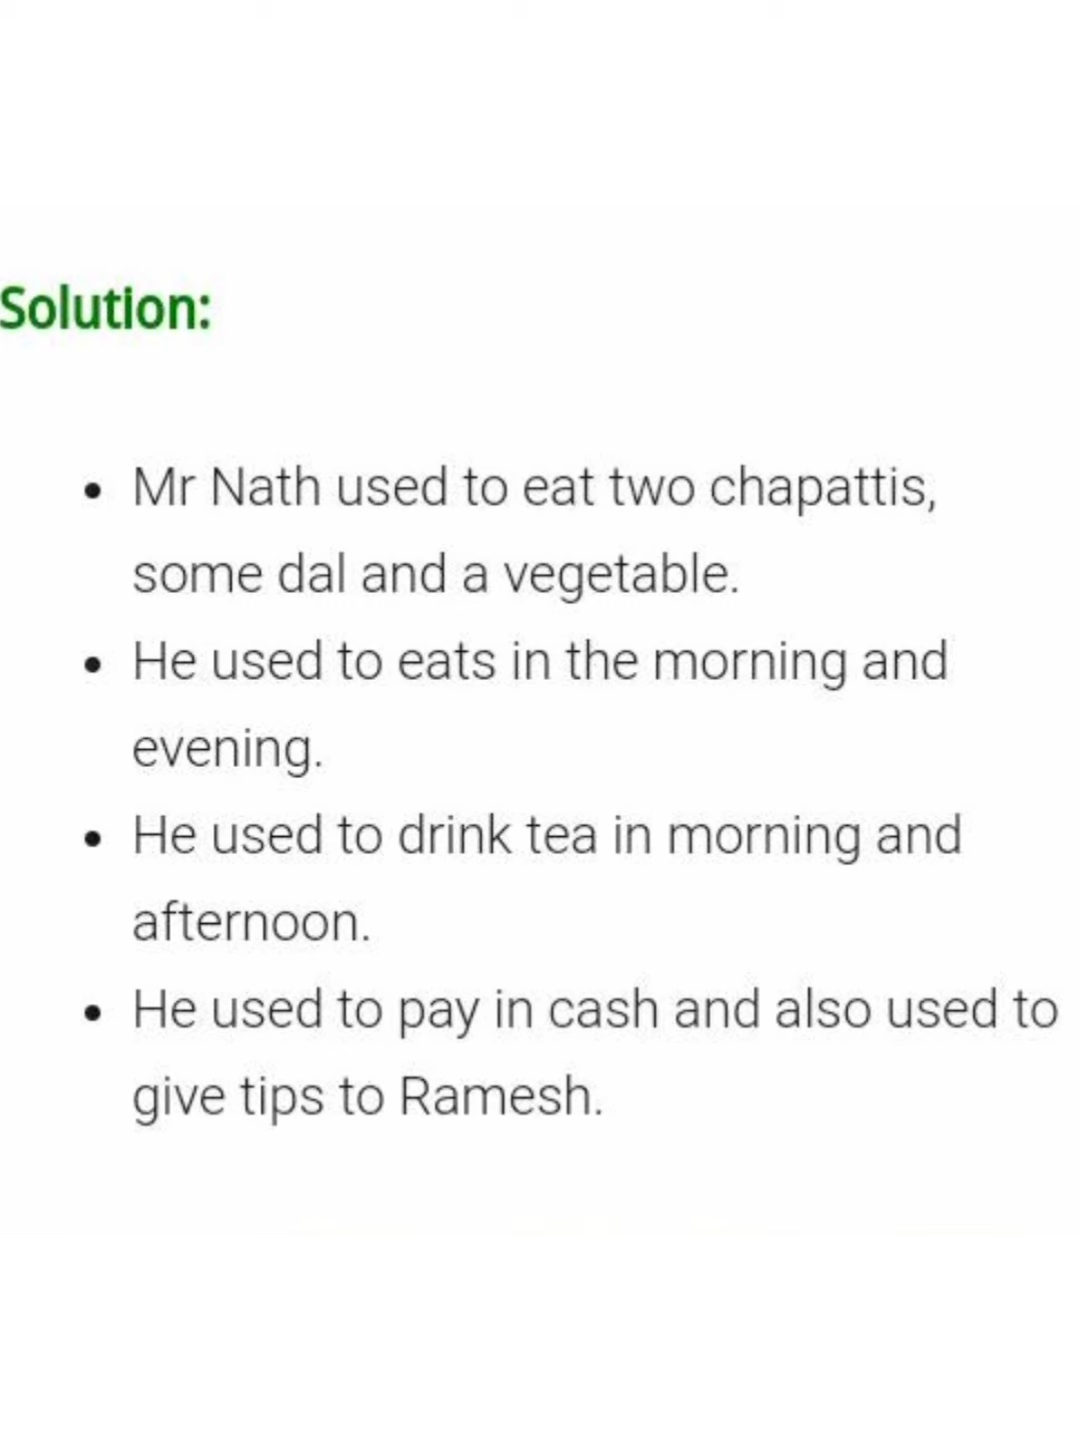 Solution:
• Mr Nath used to eat two chapattis,
some dal and a vegetable.
• He used to eats in the morning and
evening.
• He used to drink tea in morning and
afternoon.
• He used to pay in cash and also used to
give tips to Ramesh.